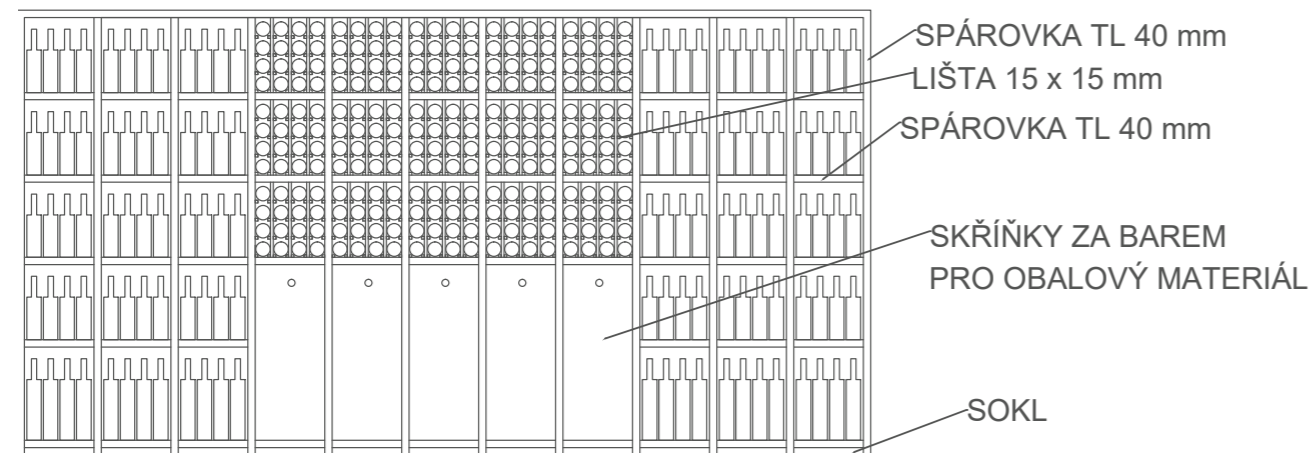 SPÁROVKA TL 40 mm
LIŠTA 15 x 15 mm
SPÁROVKA TL 40 mm
SKŘÍŇKY ZA BAREM
PRO OBALOVÝ MATERIÁL
SOKL